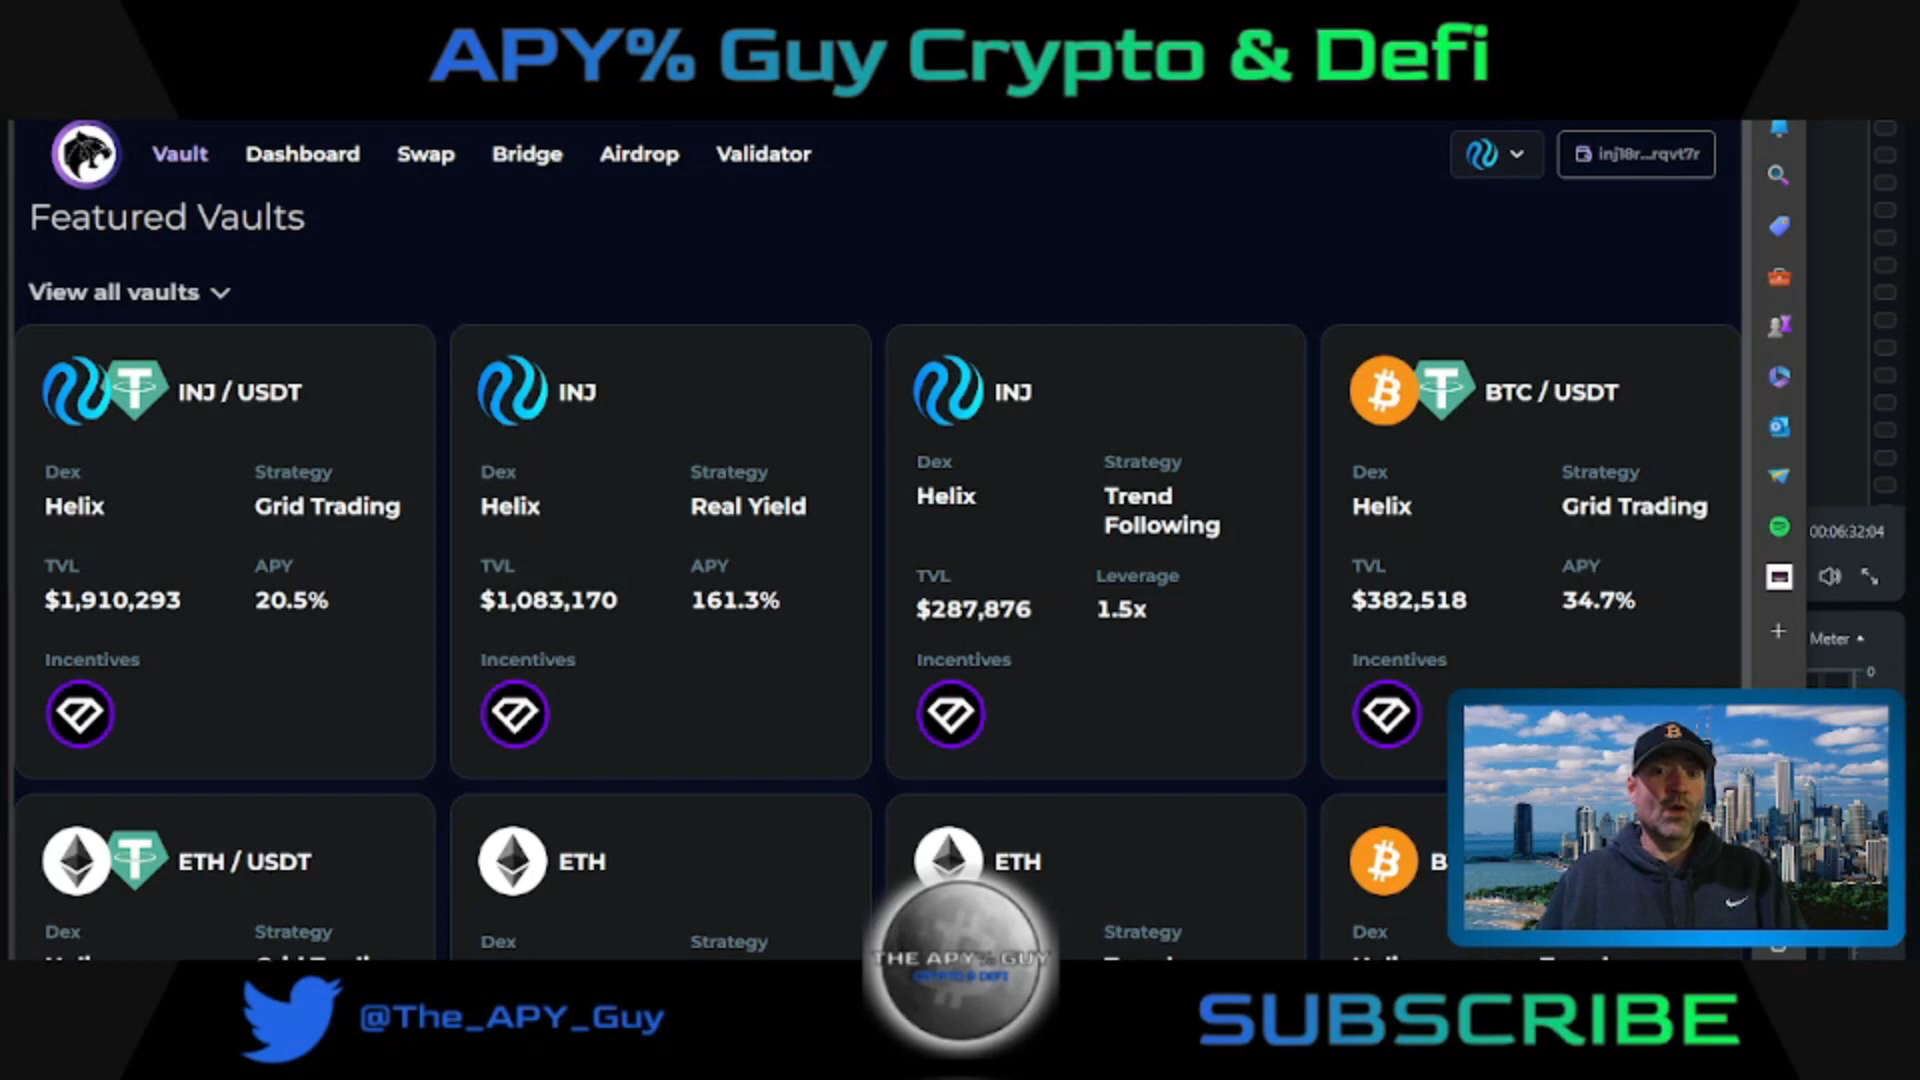 APY% Guy Crypto & Defi
Vault Dashboard Swap Bridge Airdrop Validator
inj18r...rqvt7r
Featured Vaults
View all vaults
INJ / USDT
Dex Strategy
Helix Grid Trading
TVL APY
$1,910,293 20.5%
Incentives
INJ
Dex Strategy
Helix Real Yield
TVL APY
$1,083,170 161.3%
Incentives
INJ
Dex Strategy
Helix Trend
Following
TVL Leverage
$287,876 1.5x
Incentives
BTC / USDT
Dex Strategy
Helix Grid Trading
TVL APY
$382,518 34.7%
Incentives
00:06:32:04
Meter
0
ETH / USDT
Dex Strategy
ETH
Dex Strategy
ETH
Strategy
B
Dex
THE APY% GUY
CRYPTO & DEFI
@The_APY_Guy
SUBSCRIBE